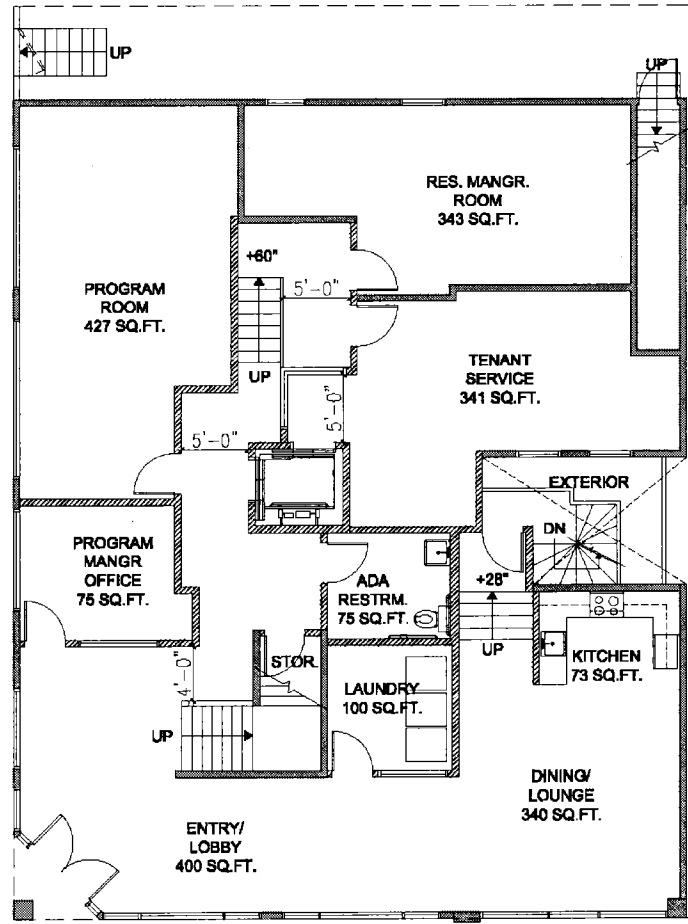 UP
UP
RES. MANGR.
ROOM
343 SQ.FT.
+60"
5'-0"
PROGRAM
ROOM
427 SQ.FT.
UP
TENANT
SERVICE
341 SQ.FT.
5'-0"
5'-0"
EXTERIOR
DN
PROGRAM
MANGR
OFFICE
75 SQ.FT.
ADA
RESTRM.
75 SQ.FT.
+28"
UP
STOR.
KITCHEN
73 SQ.FT.
4'-0"
LAUNDRY
100 SQ.FT.
UP
DINING/
LOUNGE
340 SQ.FT.
ENTRY/
LOBBY
400 SQ.FT.